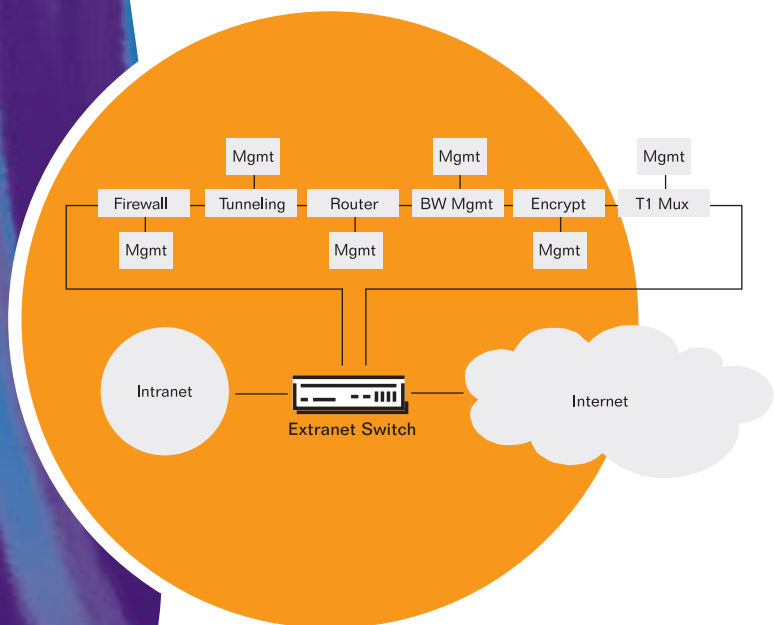 Mgmt Mgmt Mgmt
Firewall Tunneling Router BW Mgmt Encrypt T1 Mux
Mgmt Mgmt Mgmt
Intranet
Internet
Extranet Switch